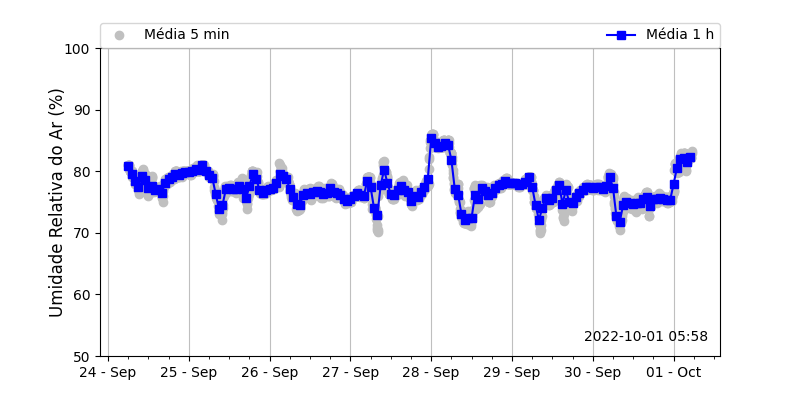 Média 5 min
Média 1 h
100
90
80
70
60
50
Umidade Relativa do Ar (%)
2022-10-01 05:58
24 - Sep
25 - Sep
26 - Sep
27 - Sep
28 - Sep
29 - Sep
30 - Sep
01 - Oct